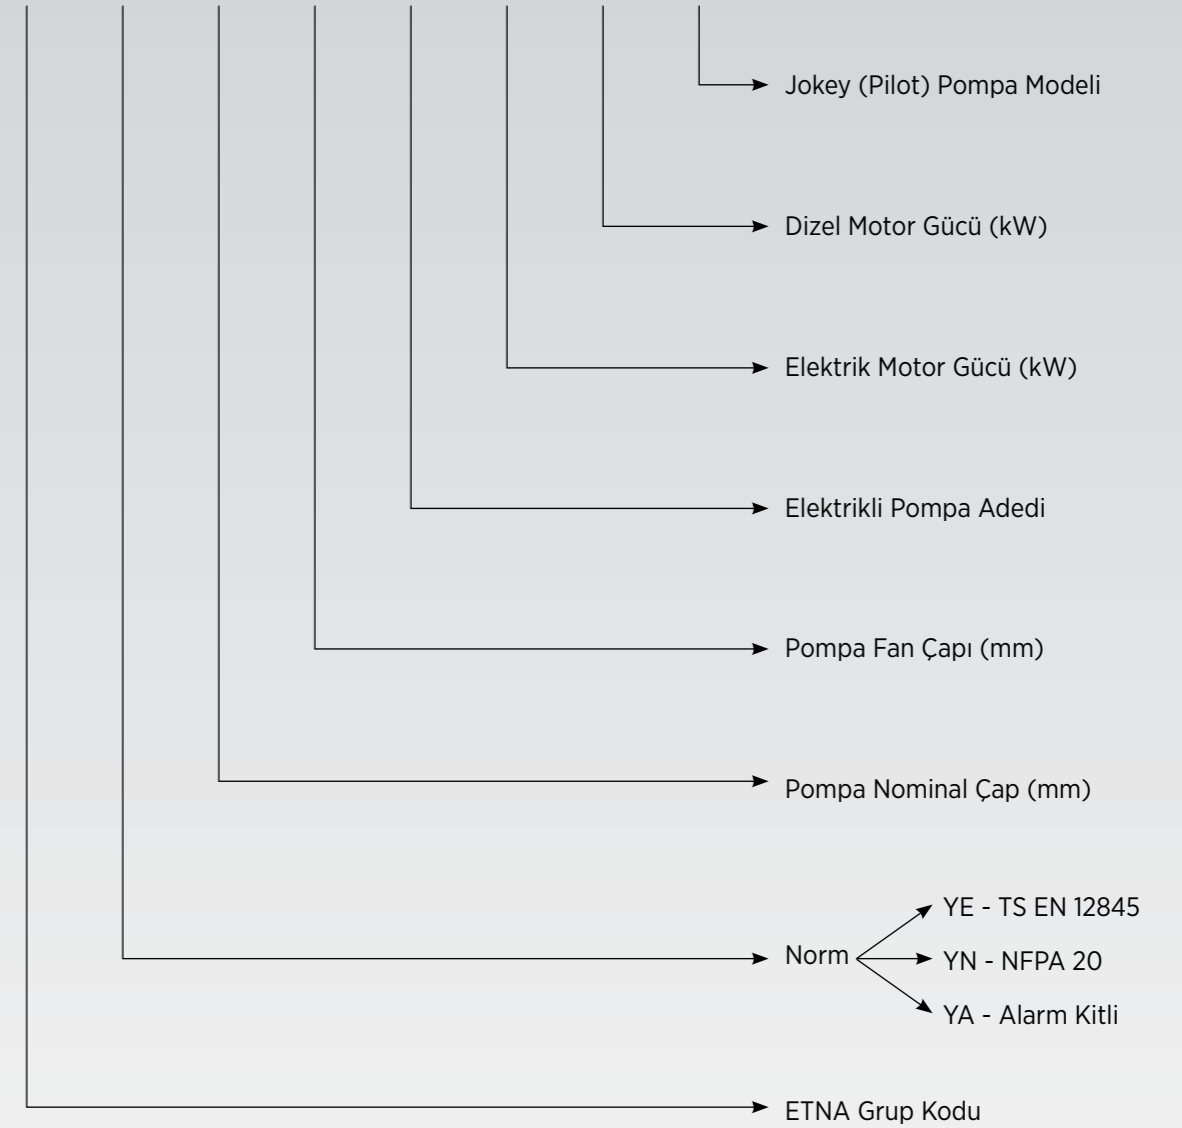 Jokey (Pilot) Pompa Modeli
Dizel Motor Gücü (kW)
Elektrik Motor Gücü (kW)
Elektrikli Pompa Adedi
Pompa Fan Çapı (mm)
Pompa Nominal Çap (mm)
YE - TS EN 12845
Norm
YN - NFPA 20
YA - Alarm Kitli
ETNA Grup Kodu